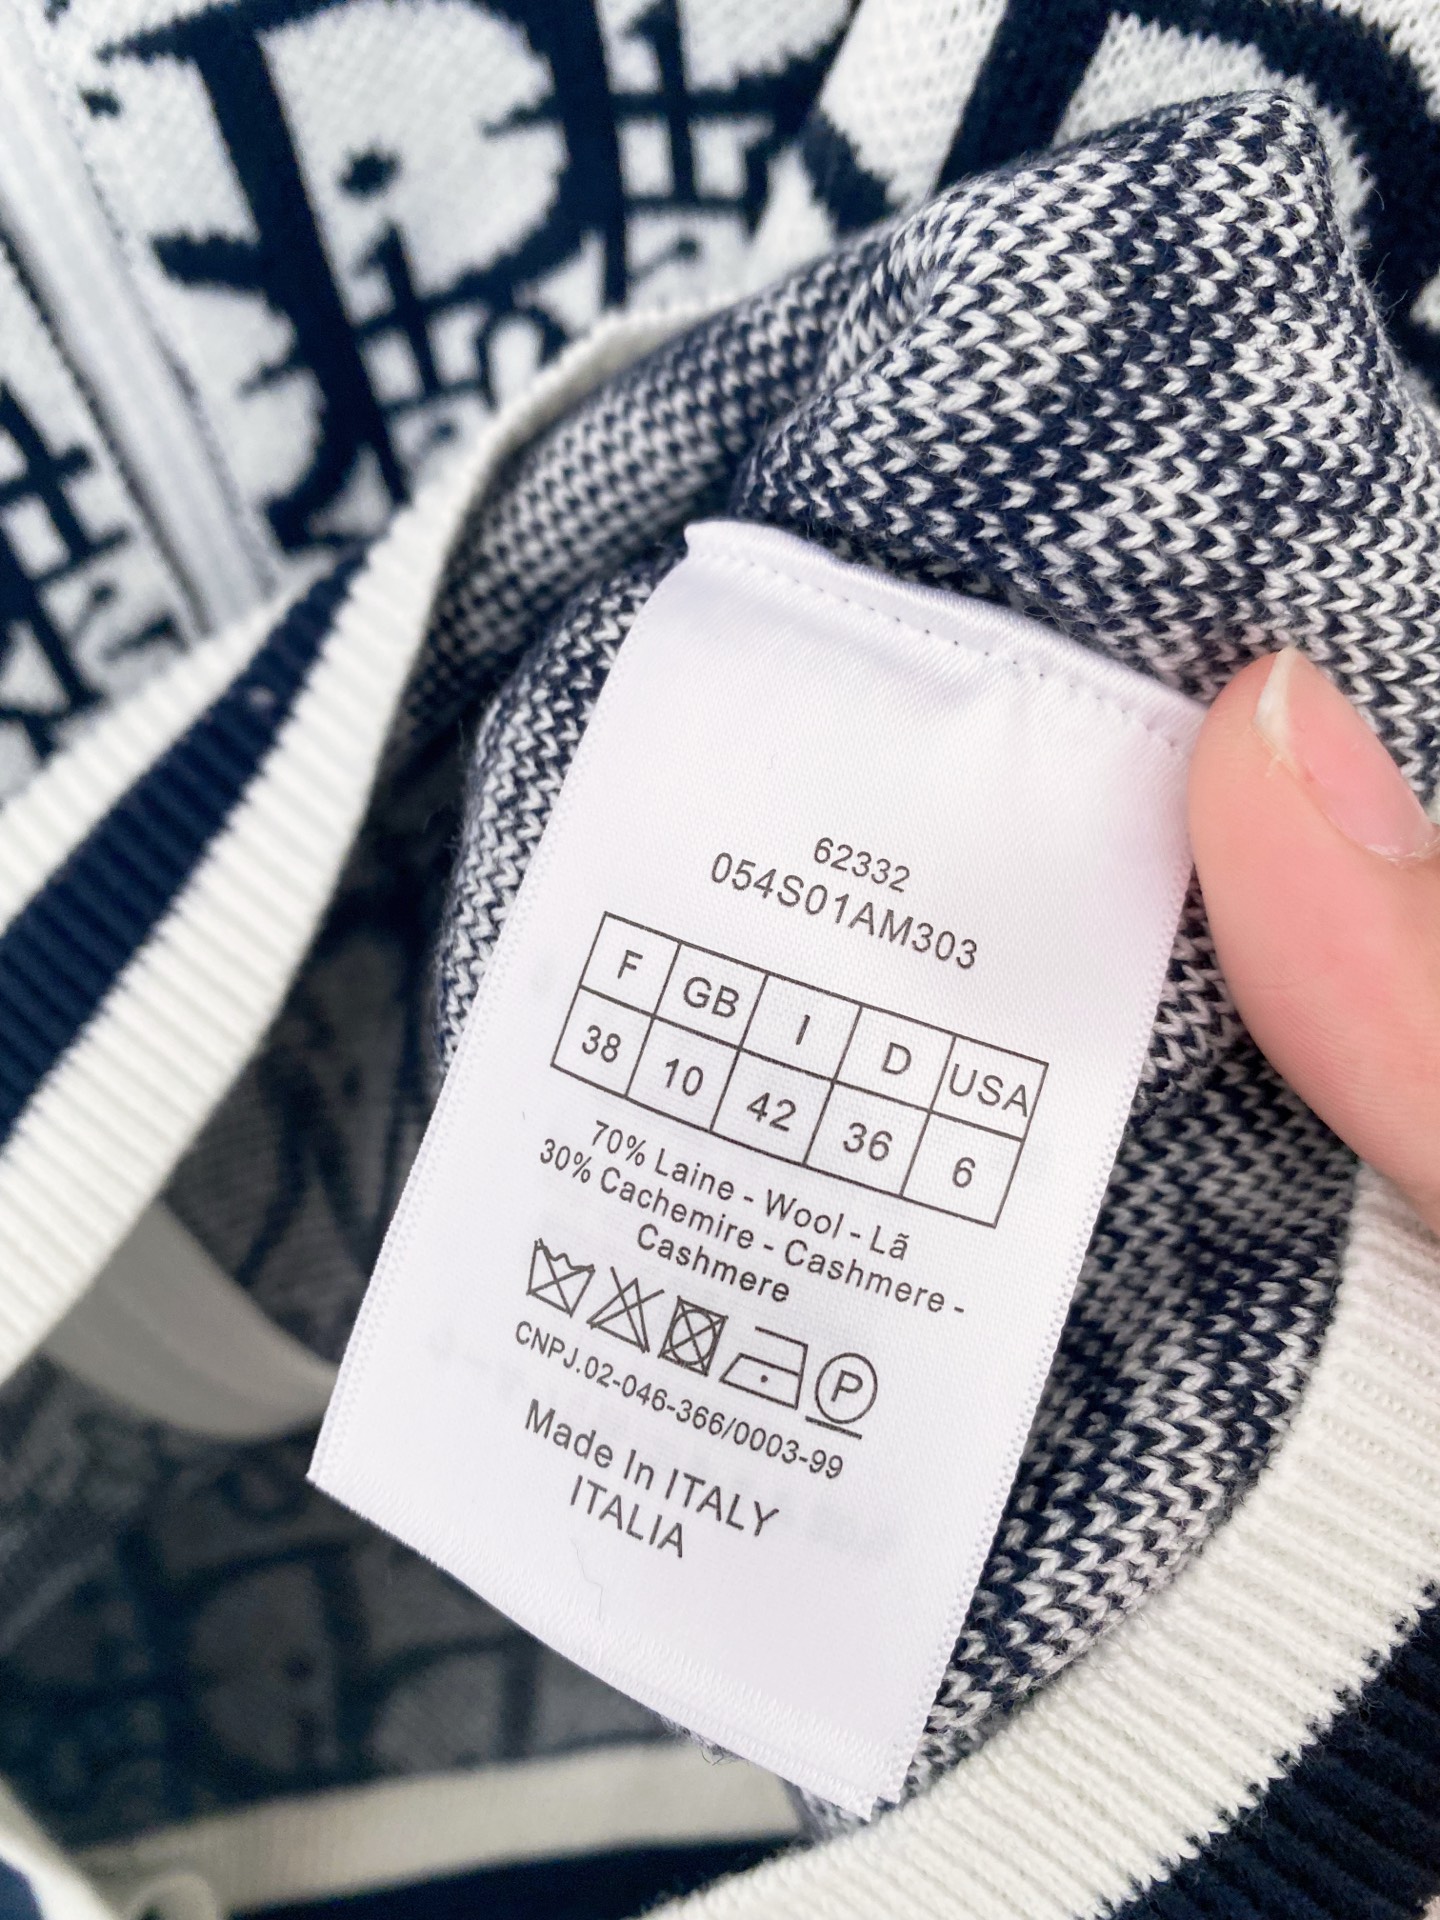 62332
054S01AM303
F GB I D USA
38 10 42 36 6
70% Laine - Wool - Lã
30% Cachemire - Cashmere -
Cashmere
P
CNPJ.02-046-366/0003-99
Made In ITALY
ITALIA